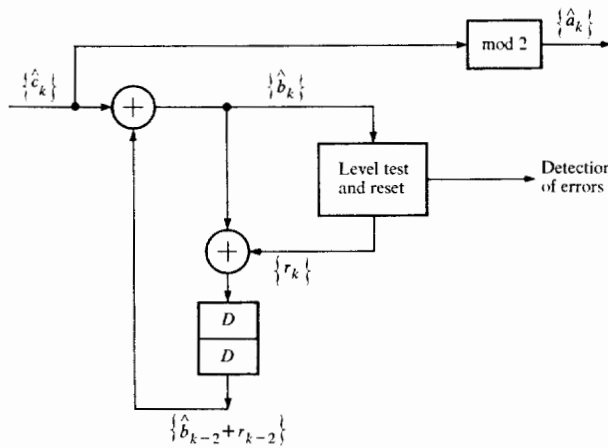 {â_k}
mod 2
{ĉ_k}
+
{b̂_k}
Level test
and reset
Detection
of errors
+
{r_k}
D
D
{b̂_{k-2}+r_{k-2}}